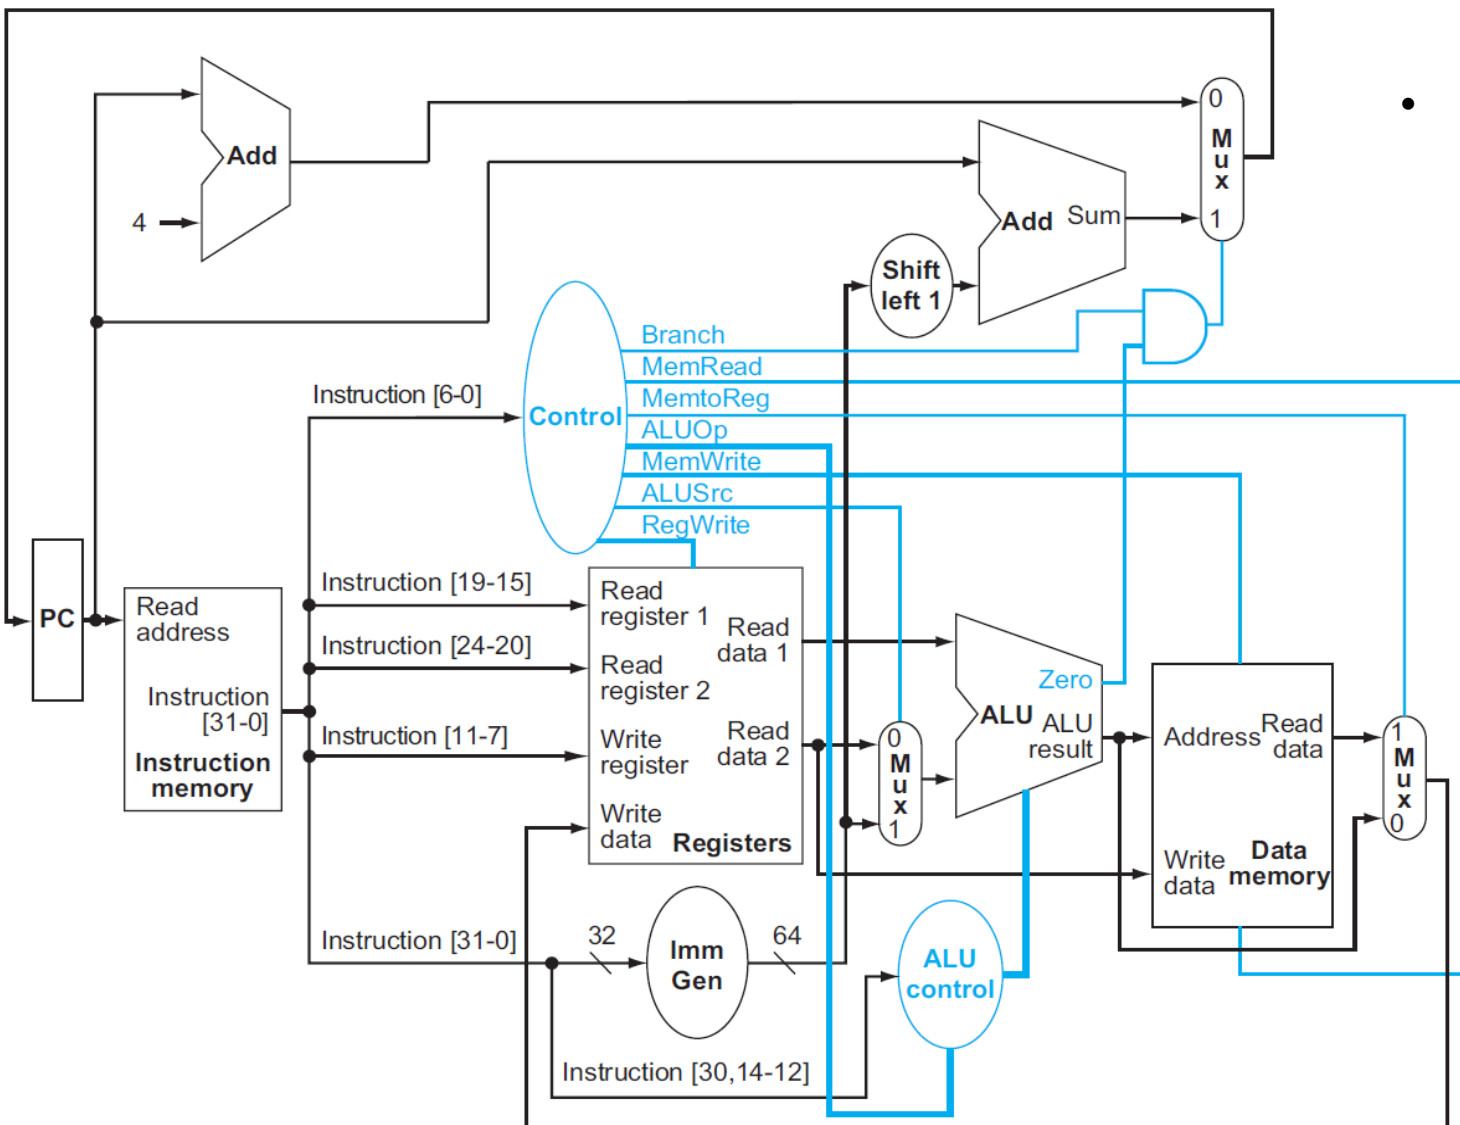 0
M
u
x
1
Add
4
Add Sum
Shift
left 1
Branch
MemRead
MemtoReg
ALUOp
MemWrite
ALUSrc
RegWrite
Control
Instruction [6-0]
PC
Read
address
Instruction
[31-0]
Instruction
memory
Instruction [19-15]
Instruction [24-20]
Instruction [11-7]
Instruction [31-0]
Read
register 1
Read
register 2
Write
register
Write
data
Registers
Read
data 1
Read
data 2
0
M
u
x
1
Zero
ALU
ALU
result
Address
Read
data
Write
data
Data
memory
1
M
u
x
0
32
Imm
Gen
64
ALU
control
Instruction [30,14-12]